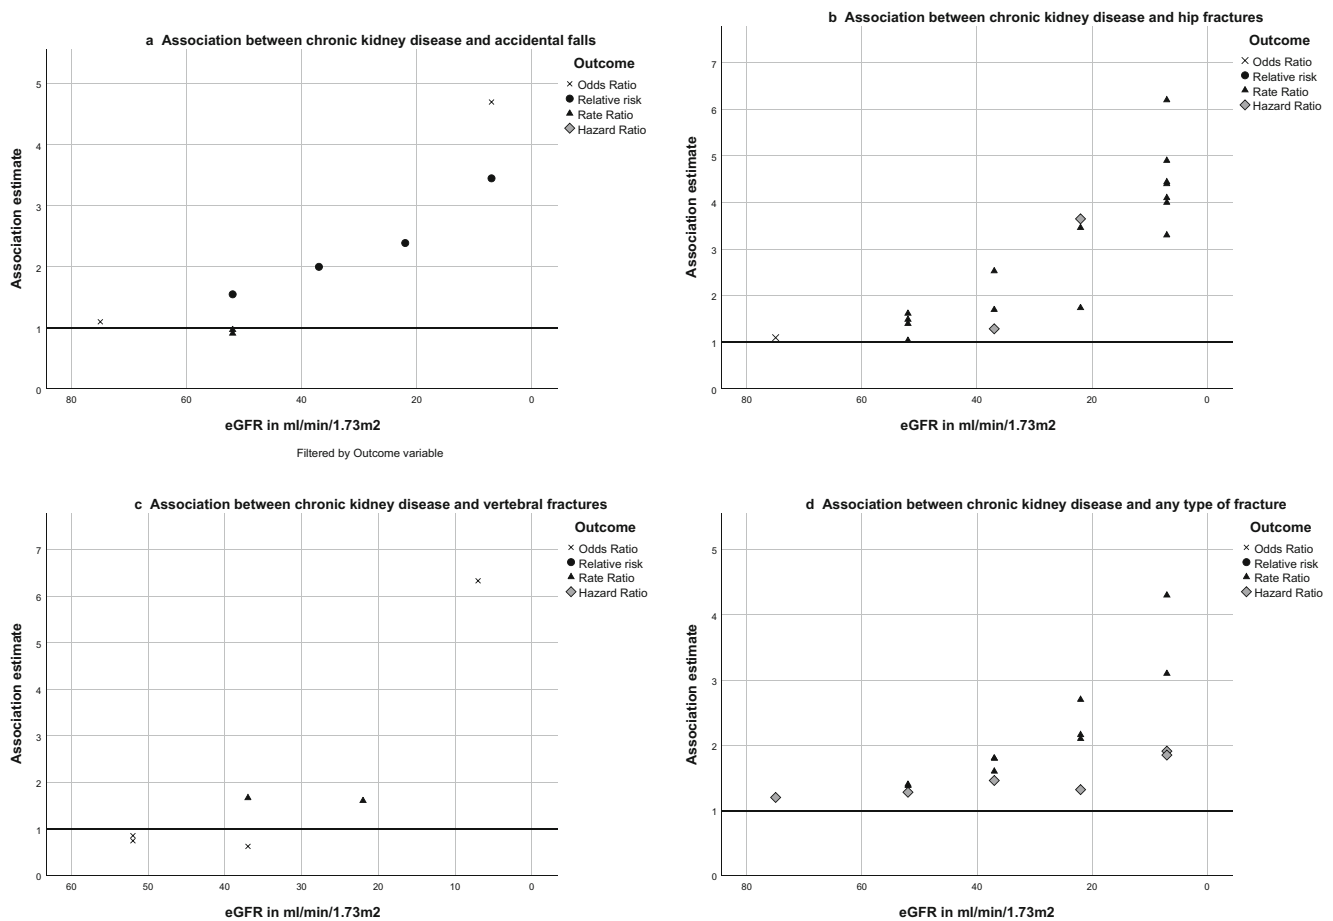 a Association between chronic kidney disease and accidental falls
Outcome
Odds Ratio
Relative risk
Rate Ratio
Hazard Ratio
Association estimate
5
4
3
2
1
0
80 60 40 20 0
eGFR in ml/min/1.73m2
Filtered by Outcome variable
b Association between chronic kidney disease and hip fractures
Outcome
Odds Ratio
Relative risk
Rate Ratio
Hazard Ratio
Association estimate
7
6
5
4
3
2
1
0
80 60 40 20 0
eGFR in ml/min/1.73m2
c Association between chronic kidney disease and vertebral fractures
Outcome
Odds Ratio
Relative risk
Rate Ratio
Hazard Ratio
Association estimate
7
6
5
4
3
2
1
0
60 50 40 30 20 10 0
eGFR in ml/min/1.73m2
d Association between chronic kidney disease and any type of fracture
Outcome
Odds Ratio
Relative risk
Rate Ratio
Hazard Ratio
Association estimate
5
4
3
2
1
0
80 60 40 20 0
eGFR in ml/min/1.73m2